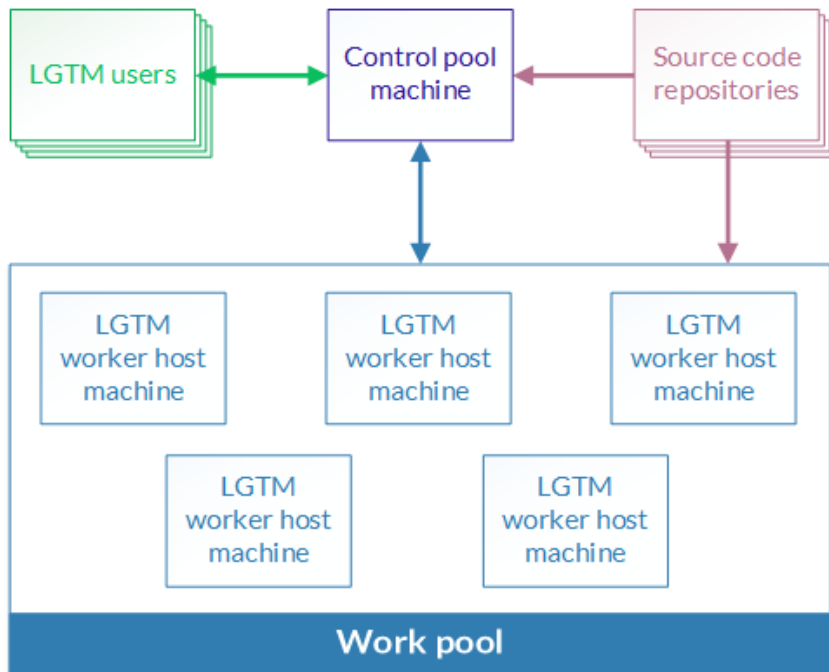 LGTM users
Control pool
machine
Source code
repositories
LGTM
worker host
machine
LGTM
worker host
machine
LGTM
worker host
machine
LGTM
worker host
machine
LGTM
worker host
machine
Work pool